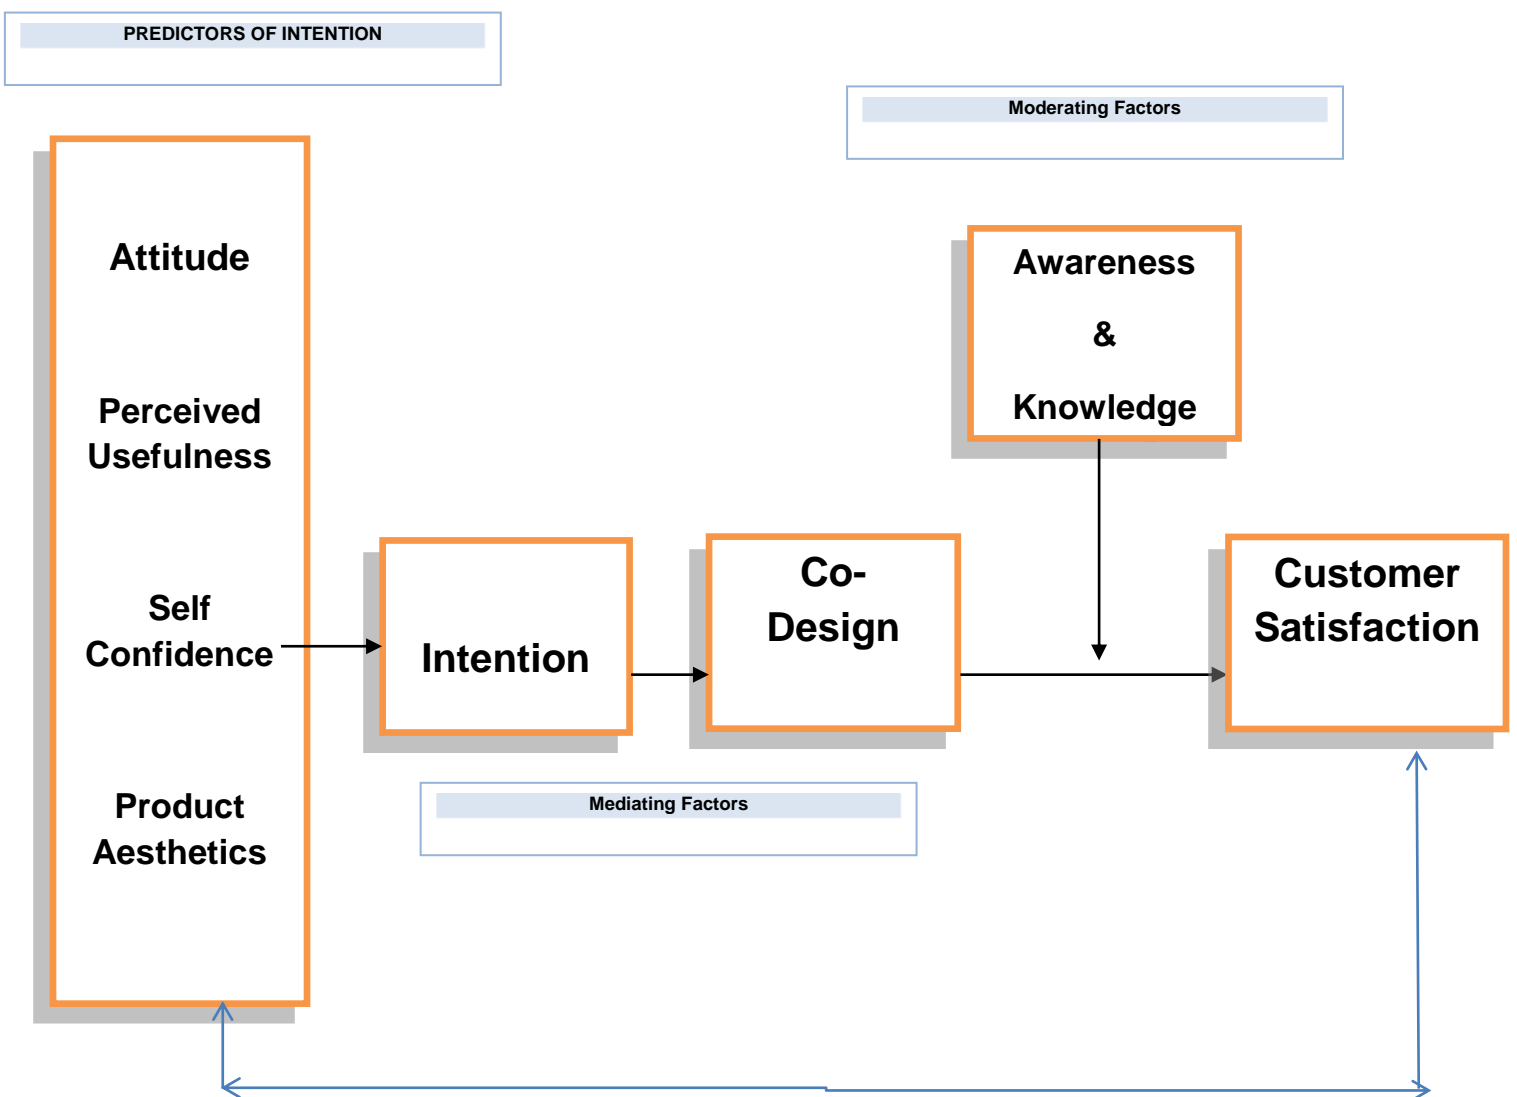 PREDICTORS OF INTENTION
Moderating Factors
Attitude
Perceived
Usefulness
Self
Confidence
Product
Aesthetics
Intention
Co-
Design
Awareness
&
Knowledge
Customer
Satisfaction
Mediating Factors